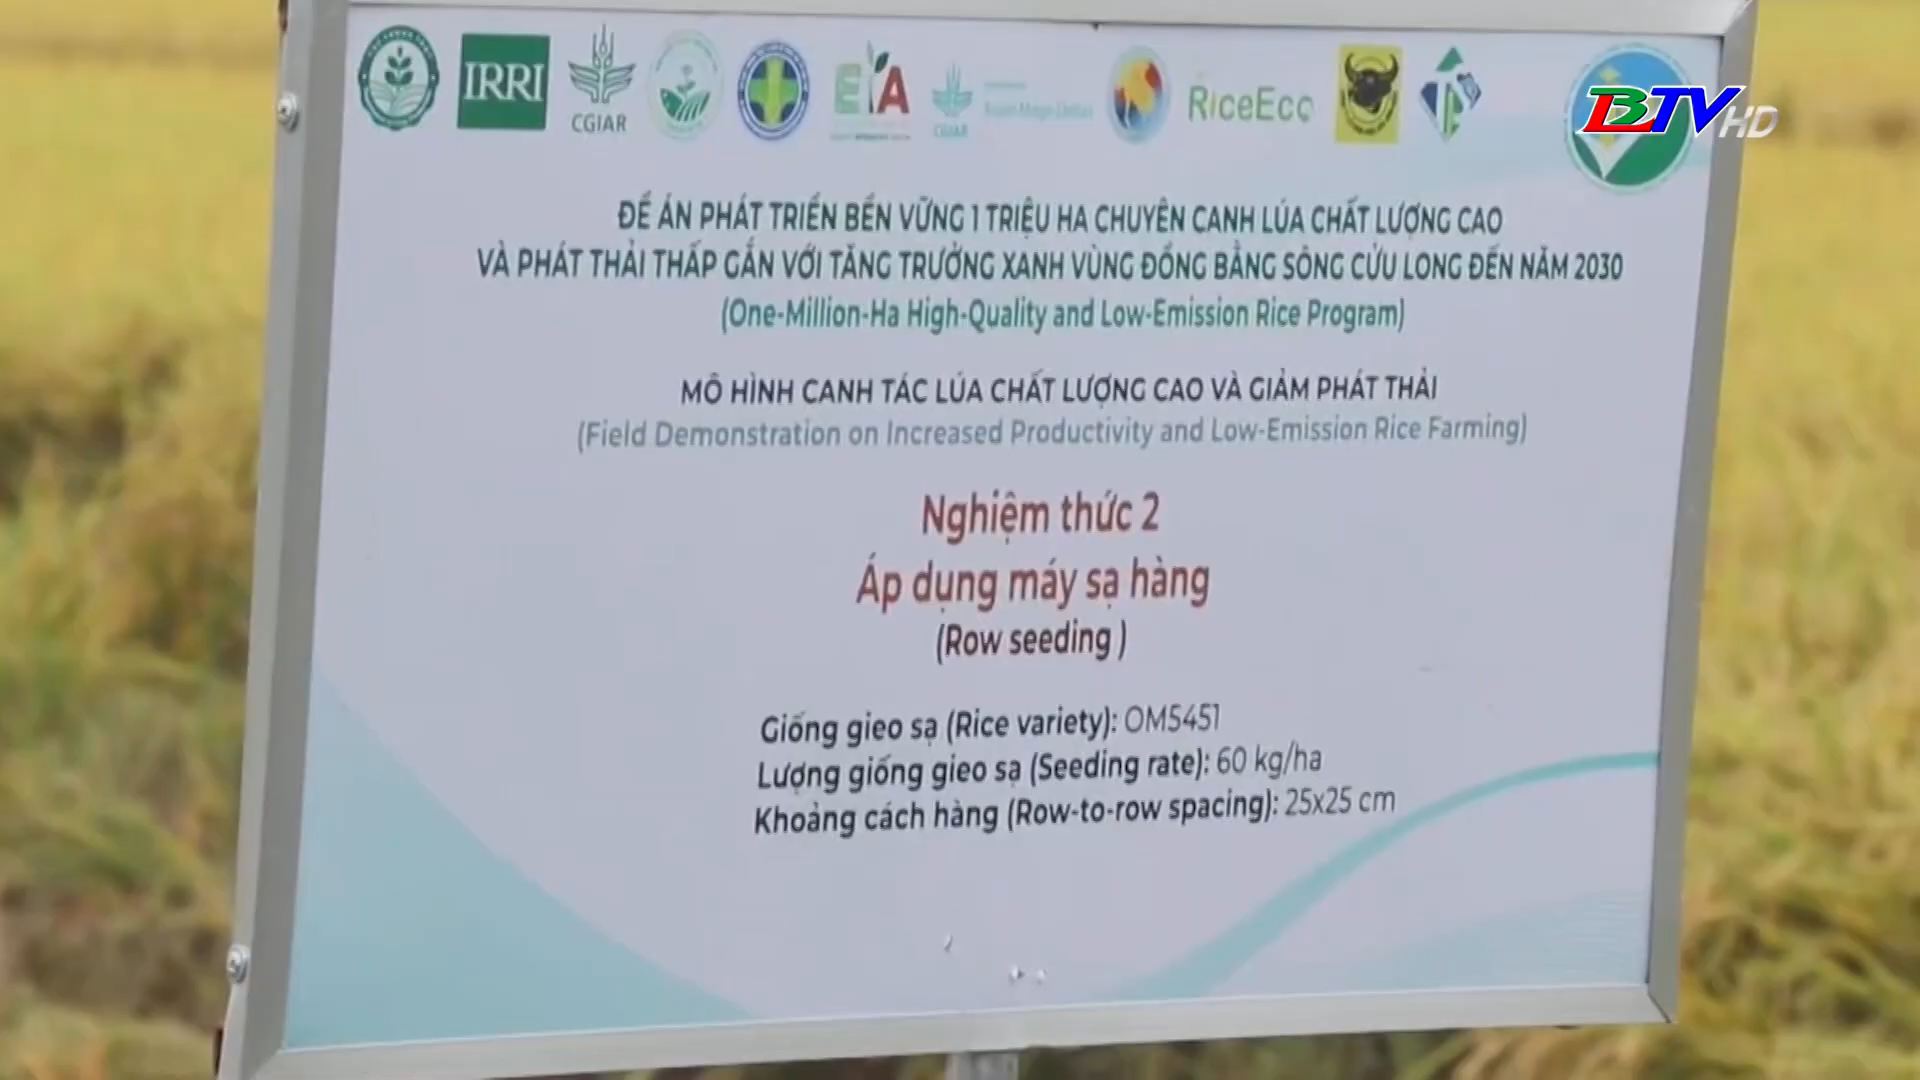 IRRI
CGIAR
RiceEco
BTV HD
ĐỀ ÁN PHÁT TRIỂN BỀN VỮNG 1 TRIỆU HA CHUYÊN CANH LÚA CHẤT LƯỢNG CAO
VÀ PHÁT THẢI THẤP GẮN VỚI TĂNG TRƯỞNG XANH VÙNG ĐỒNG BẰNG SÔNG CỬU LONG ĐẾN NĂM 2030
(One-Million-Ha High-Quality and Low-Emission Rice Program)
MÔ HÌNH CANH TÁC LÚA CHẤT LƯỢNG CAO VÀ GIẢM PHÁT THẢI
(Field Demonstration on Increased Productivity and Low-Emission Rice Farming)
Nghiệm thức 2
Áp dụng máy sạ hàng
(Row seeding )
Giống gieo sạ (Rice variety): OM5451
Lượng giống gieo sạ (Seeding rate): 60 kg/ha
Khoảng cách hàng (Row-to-row spacing): 25x25 cm